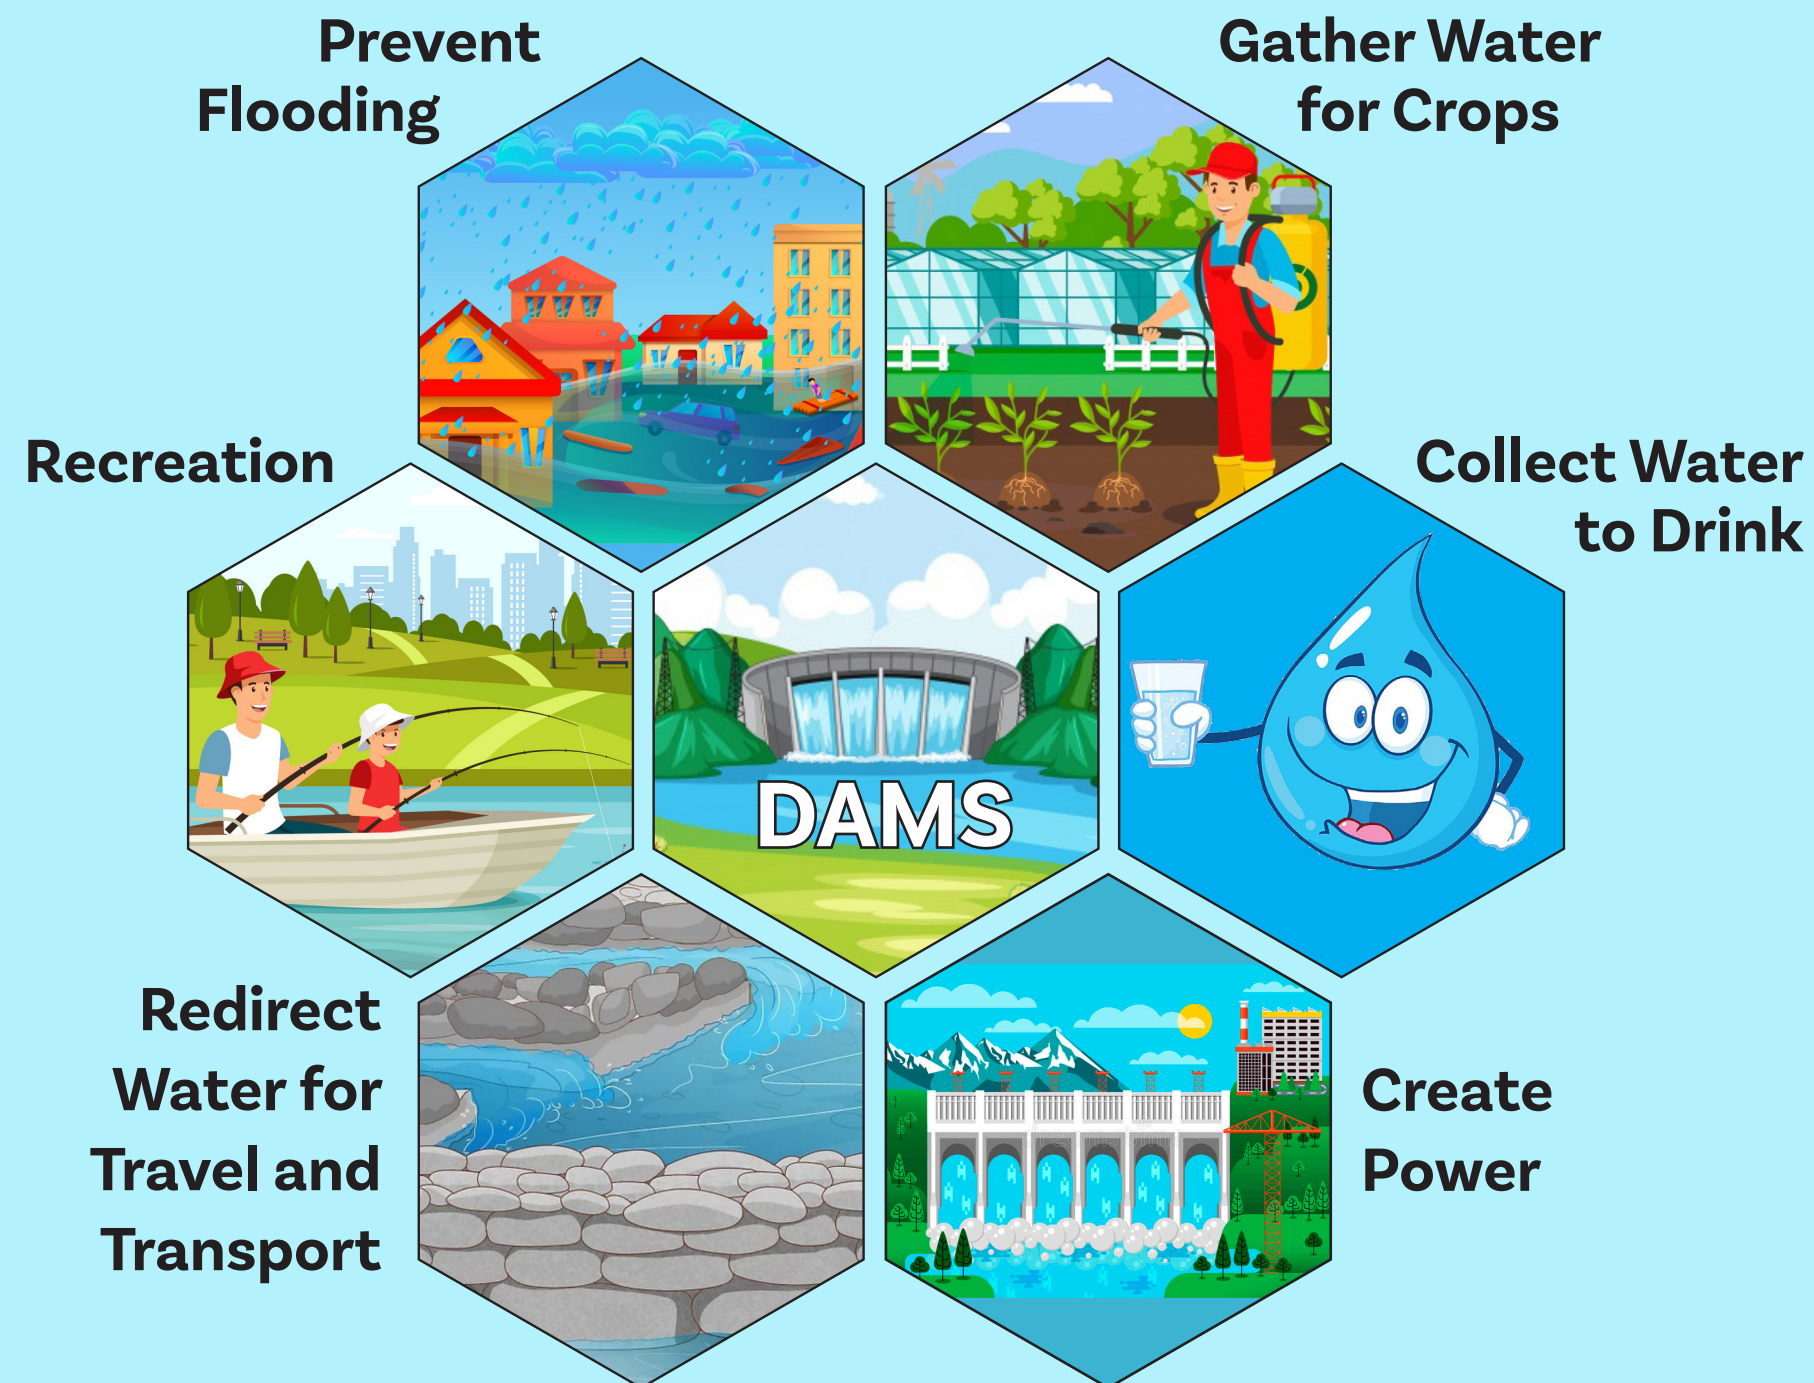 Prevent
Flooding
Gather Water
for Crops
Recreation
Collect Water
to Drink
DAMS
Redirect
Water for
Travel and
Transport
Create
Power